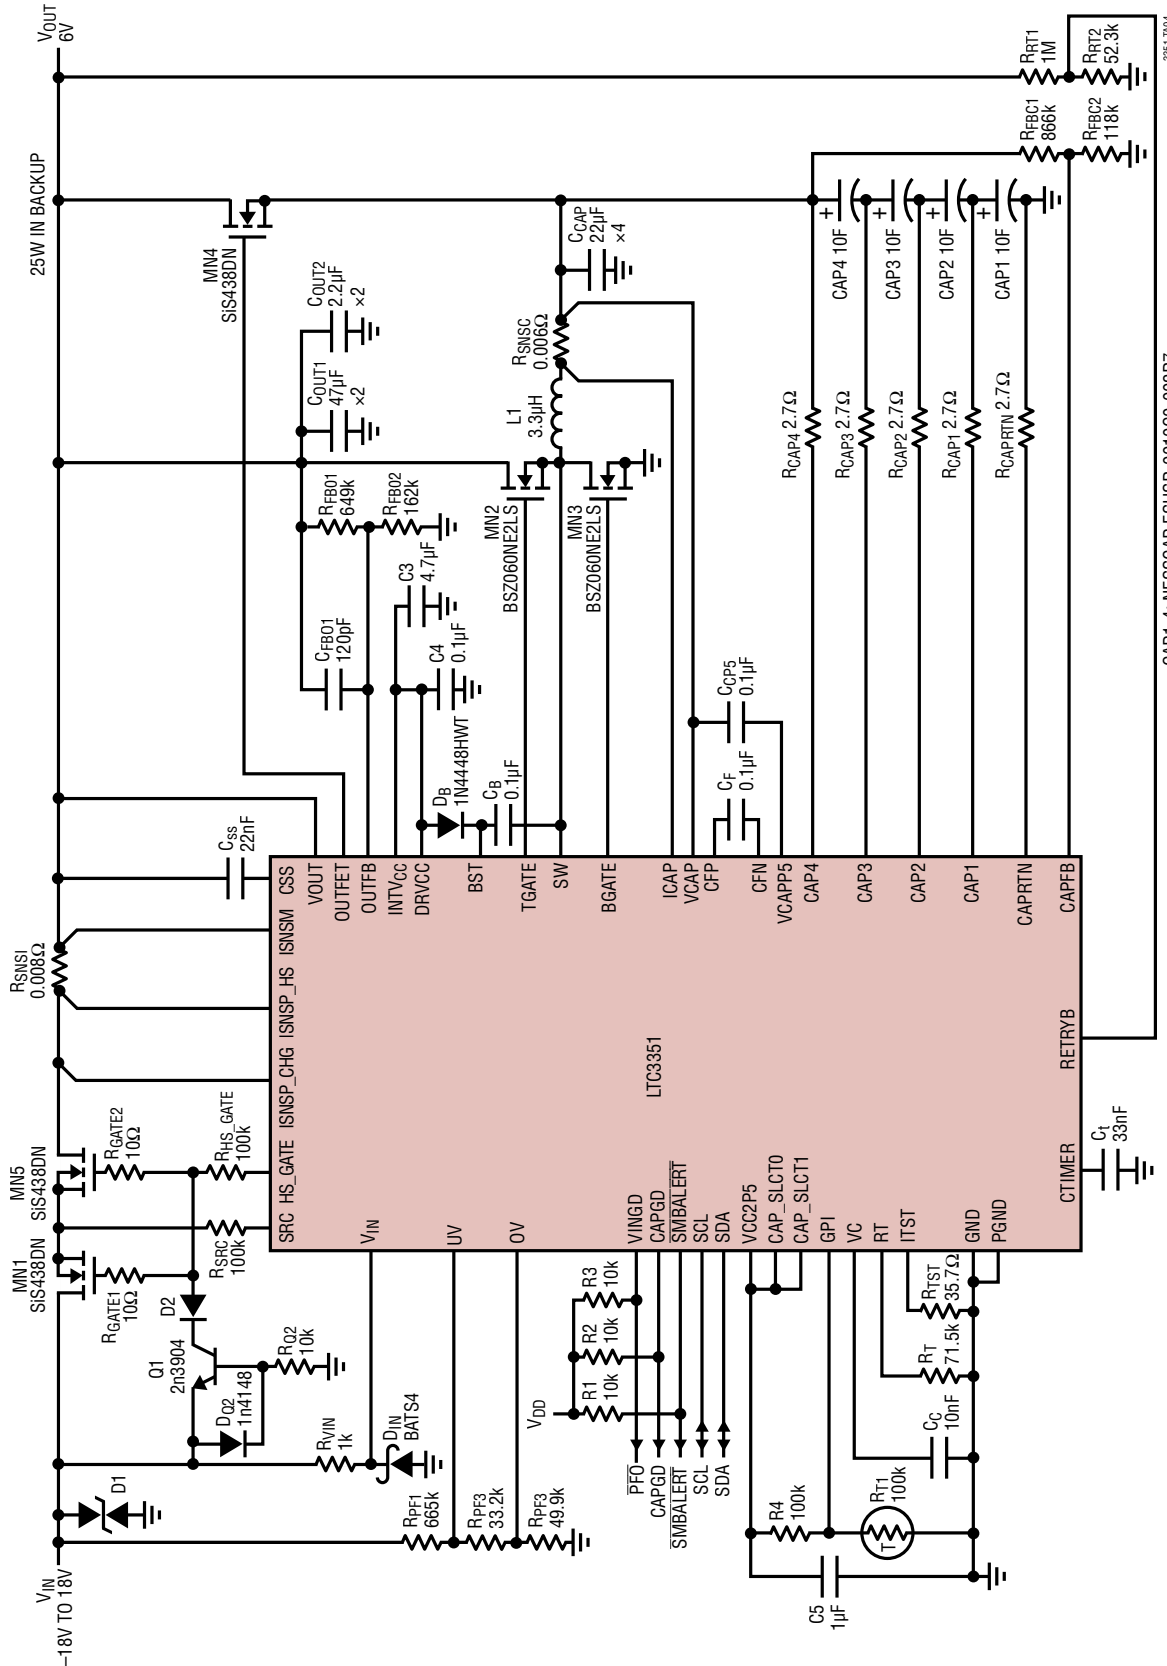 VIN
–18V TO 18V
D1
RPF1
665k
RPF3
33.2k
RPF3
49.9k
RVIN
1k
DIN
BATS4
DQ2
1n4148
Q1
2n3904
RQ2
10k
D2
RGATE1
10Ω
MN1
SiS438DN
RSRC
100k
MN5
SiS438DN
RGATE2
10Ω
RHS_GATE
100k
RSNSI
0.008Ω
CSS
22nF
25W IN BACKUP
VOUT
6V
SRC
HS_GATE
ISNSP_CHG
ISNSP_HS
ISNSM
CSS
VIN
UV
OV
VINGD
CAPGD
SMBALERT
SCL
SDA
VCC2P5
CAP_SLCT0
CAP_SLCT1
GPI
VC
RT
ITST
GND
PGND
LTC3351
CTIMER
RETRYB
VOUT
OUTFET
OUTFB
INTVCC
DRVCC
BST
TGATE
SW
BGATE
ICAP
VCAP
CFP
CFN
VCAPP5
CAP4
CAP3
CAP2
CAP1
CAPRTN
CAPFB
VDD
R1
10k
R2
10k
R3
10k
PFO
CAPGD
SMBALERT
SCL
SDA
C5
1µF
R4
100k
T
RT1
100k
CC
10nF
RT
71.5k
RTST
35.7Ω
Ct
33nF
CFBO1
120pF
RFBO1
649k
RFBO2
162k
COUT1
47µF
×2
COUT2
2.2µF
×2
MN4
SiS438DN
C3
4.7µF
C4
0.1µF
DB
1N4448HWT
CB
0.1µF
MN2
BSZ060NE2LS
MN3
BSZ060NE2LS
L1
3.3µH
RSNSC
0.006Ω
CCAP
22µF
×4
CF
0.1µF
CCP5
0.1µF
RCAP4 2.7Ω
RCAP3 2.7Ω
RCAP2 2.7Ω
RCAP1 2.7Ω
RCAPRTN 2.7Ω
+
CAP4 10F
+
CAP3 10F
+
CAP2 10F
+
CAP1 10F
RFBC1
866k
RFBC2
118k
RRT1
1M
RRT2
52.3k